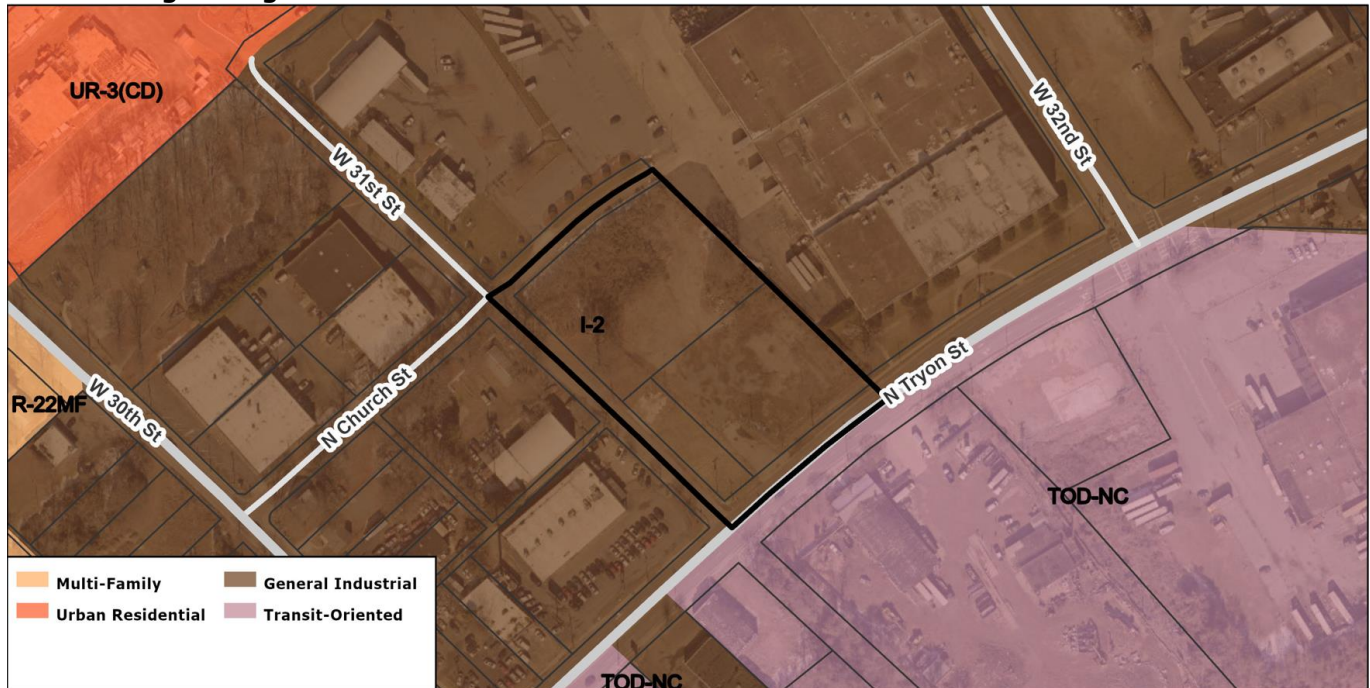 UR-3(CD)
W 31st St
W 32nd St
I-2
N Tryon St
R-22MF
W 30th St
N Church St
TOD-NC
TOD-NC
Multi-Family
General Industrial
Urban Residential
Transit-Oriented